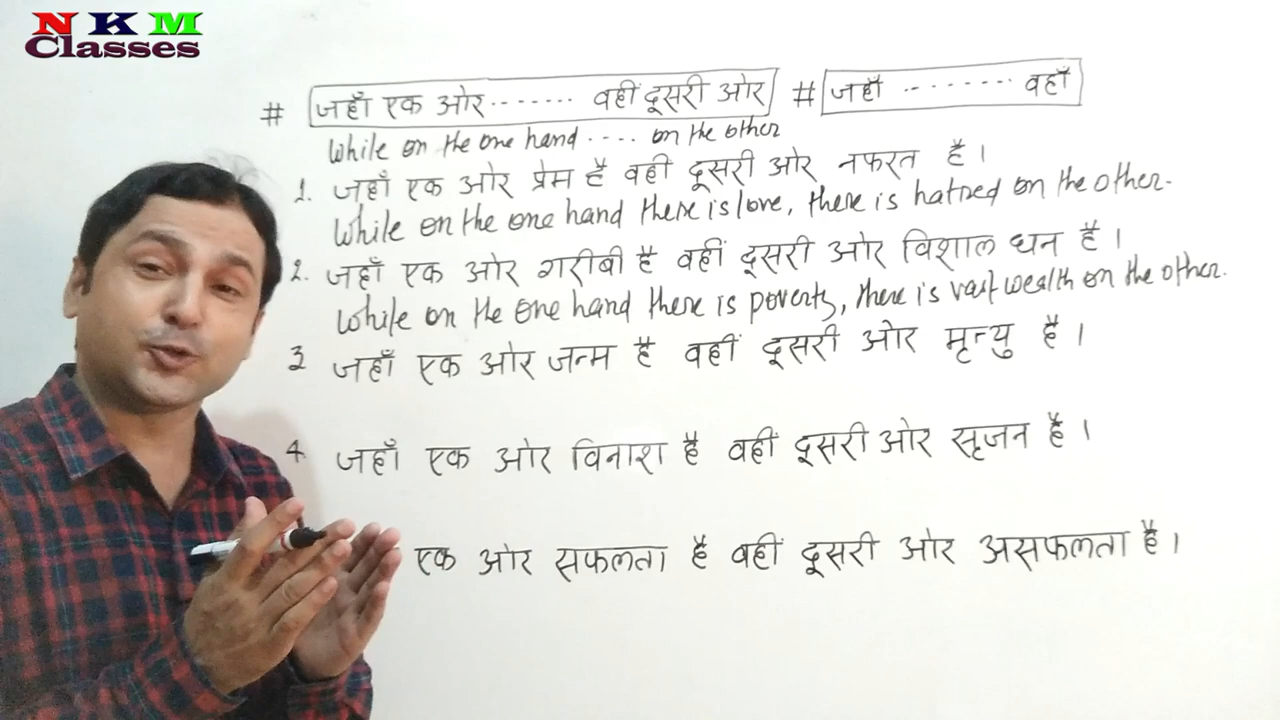 NKM
Classes
# जहाँ एक ओर ....... वहीं दूसरी ओर # जहाँ ......... वहाँ
While on the one hand .... on the other
1. जहाँ एक ओर प्रेम है वहीं दूसरी ओर नफरत है।
While on the one hand there is love, there is hatred on the other.
2. जहाँ एक ओर गरीबी है वहीं दूसरी ओर विशाल धन है।
While on the one hand there is poverty, there is vast wealth on the other.
3 जहाँ एक ओर जन्म है वहीं दूसरी ओर मृत्यु है।
4. जहाँ एक ओर विनाश है वहीं दूसरी ओर सृजन है।
एक ओर सफलता है वहीं दूसरी ओर असफलता है।